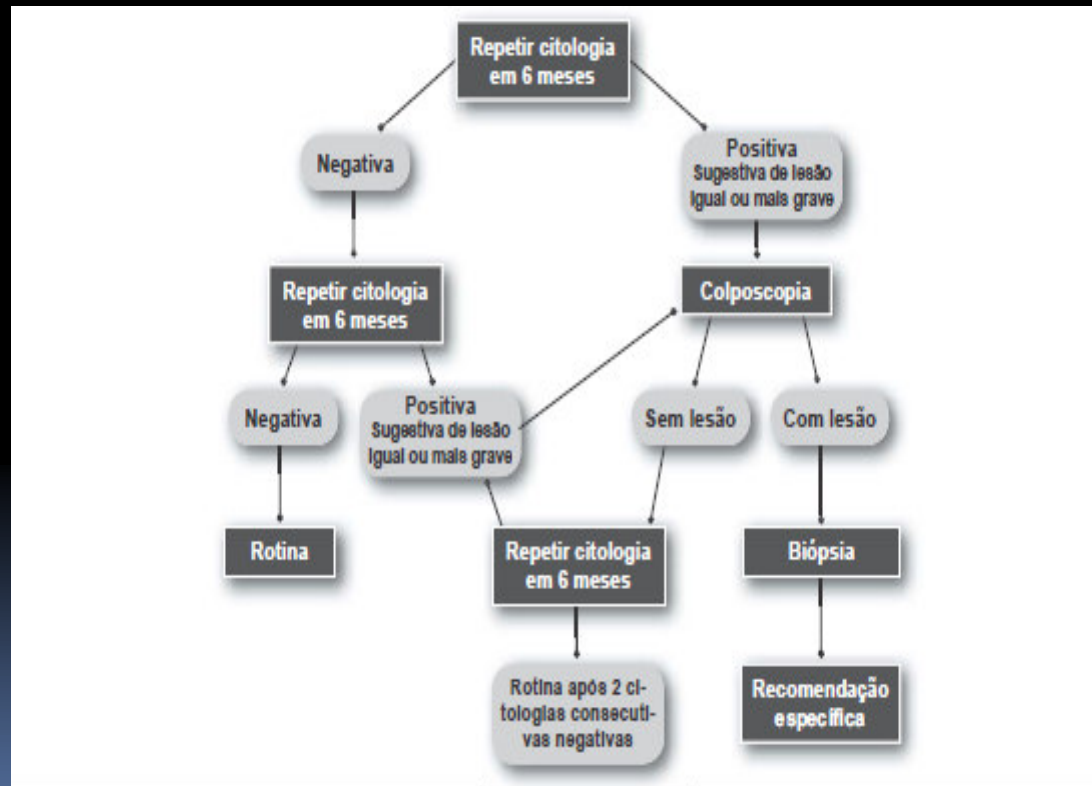 Repetir citologia
em 6 meses
Negativa
Positiva
Sugestiva de lesão
igual ou mais grave
Repetir citologia
em 6 meses
Colposcopia
Negativa
Positiva
Sugestiva de lesão
igual ou mais grave
Sem lesão
Com lesão
Rotina
Repetir citologia
em 6 meses
Biópsia
Rotina após 2 ci-
tologias consecuti-
vas negativas
Recomendação
específica